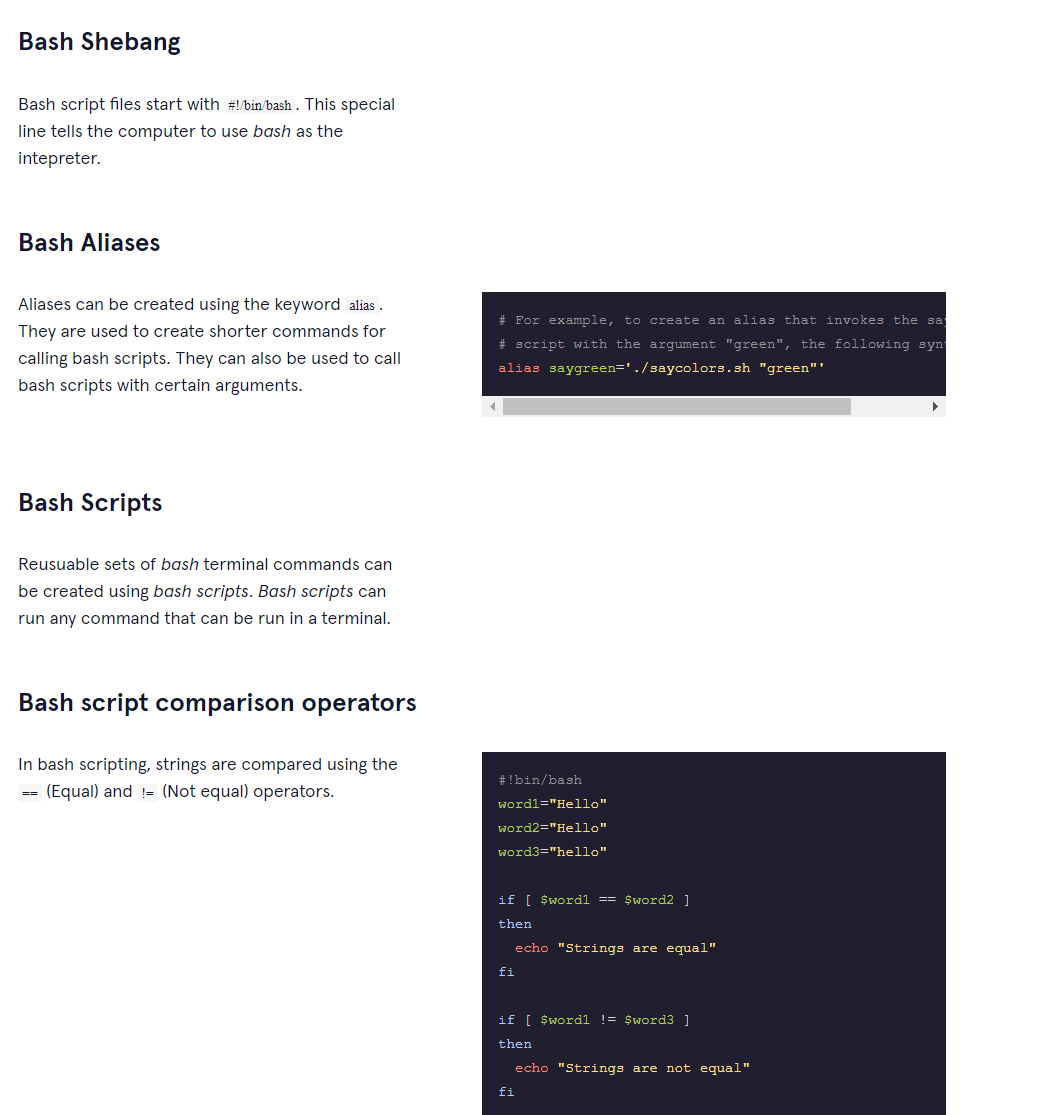 Bash Shebang
Bash script files start with #!/bin/bash . This special
line tells the computer to use bash as the
intepreter.
Bash Aliases
Aliases can be created using the keyword alias .
They are used to create shorter commands for
calling bash scripts. They can also be used to call
bash scripts with certain arguments.
# For example, to create an alias that invokes the say
# script with the argument "green", the following syn
alias saygreen='./saycolors.sh "green"'
Bash Scripts
Reusuable sets of bash terminal commands can
be created using bash scripts. Bash scripts can
run any command that can be run in a terminal.
Bash script comparison operators
In bash scripting, strings are compared using the
== (Equal) and != (Not equal) operators.
#!bin/bash
word1="Hello"
word2="Hello"
word3="hello"
if [ $word1 == $word2 ]
then
echo "Strings are equal"
fi
if [ $word1 != $word3 ]
then
echo "Strings are not equal"
fi